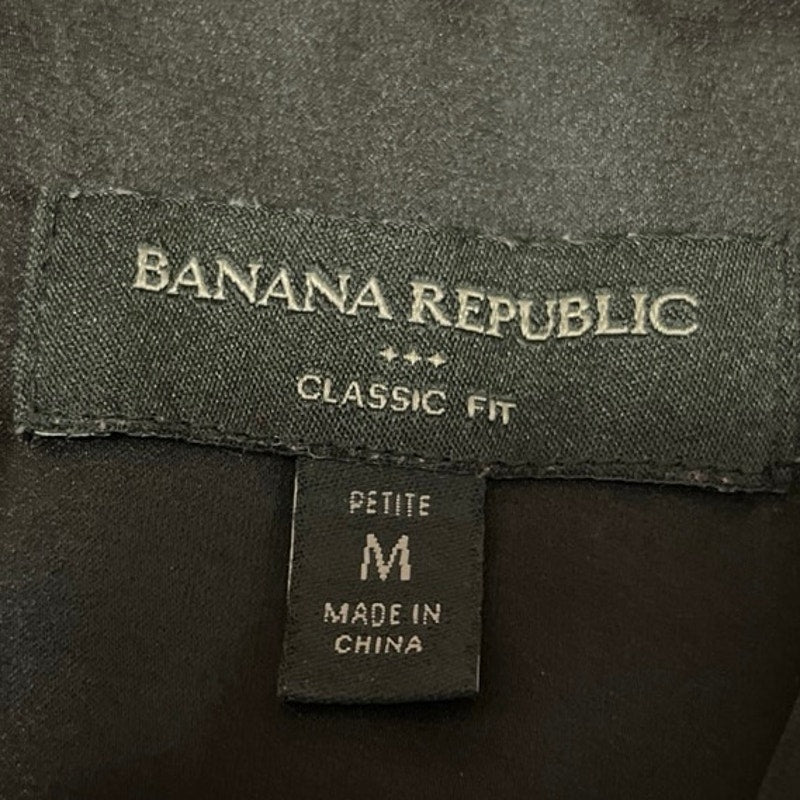 BANANA REPUBLIC
CLASSIC FIT
PETITE
M
MADE IN
CHINA